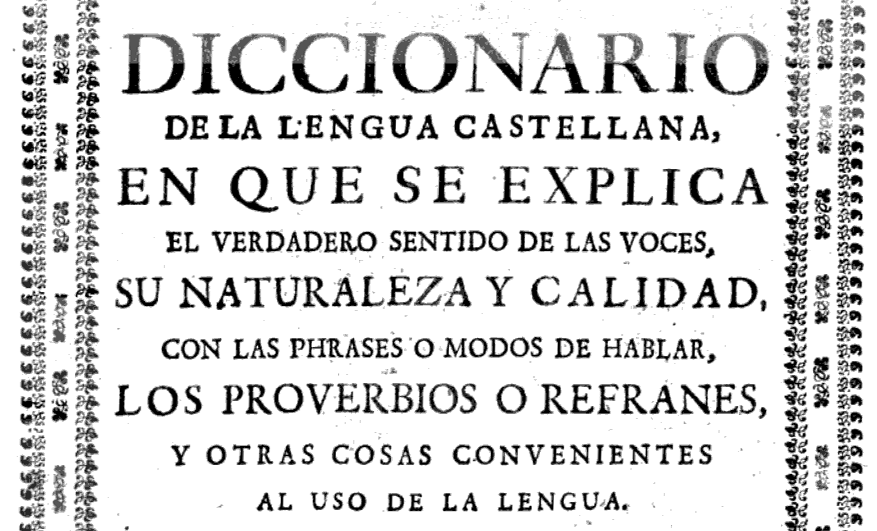 DICCIONARIO
DE LA LENGUA CASTELLANA,
EN QUE SE EXPLICA
EL VERDADERO SENTIDO DE LAS VOCES,
SU NATURALEZA Y CALIDAD,
CON LAS PHRASES O MODOS DE HABLAR,
LOS PROVERBIOS O REFRANES,
Y OTRAS COSAS CONVENIENTES
AL USO DE LA LENGUA.